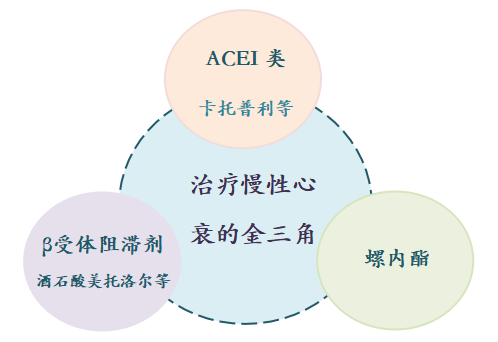 ACEI 类
卡托普利等
治疗慢性心
衰的金三角
β受体阻滞剂
酒石酸美托洛尔等
螺内酯